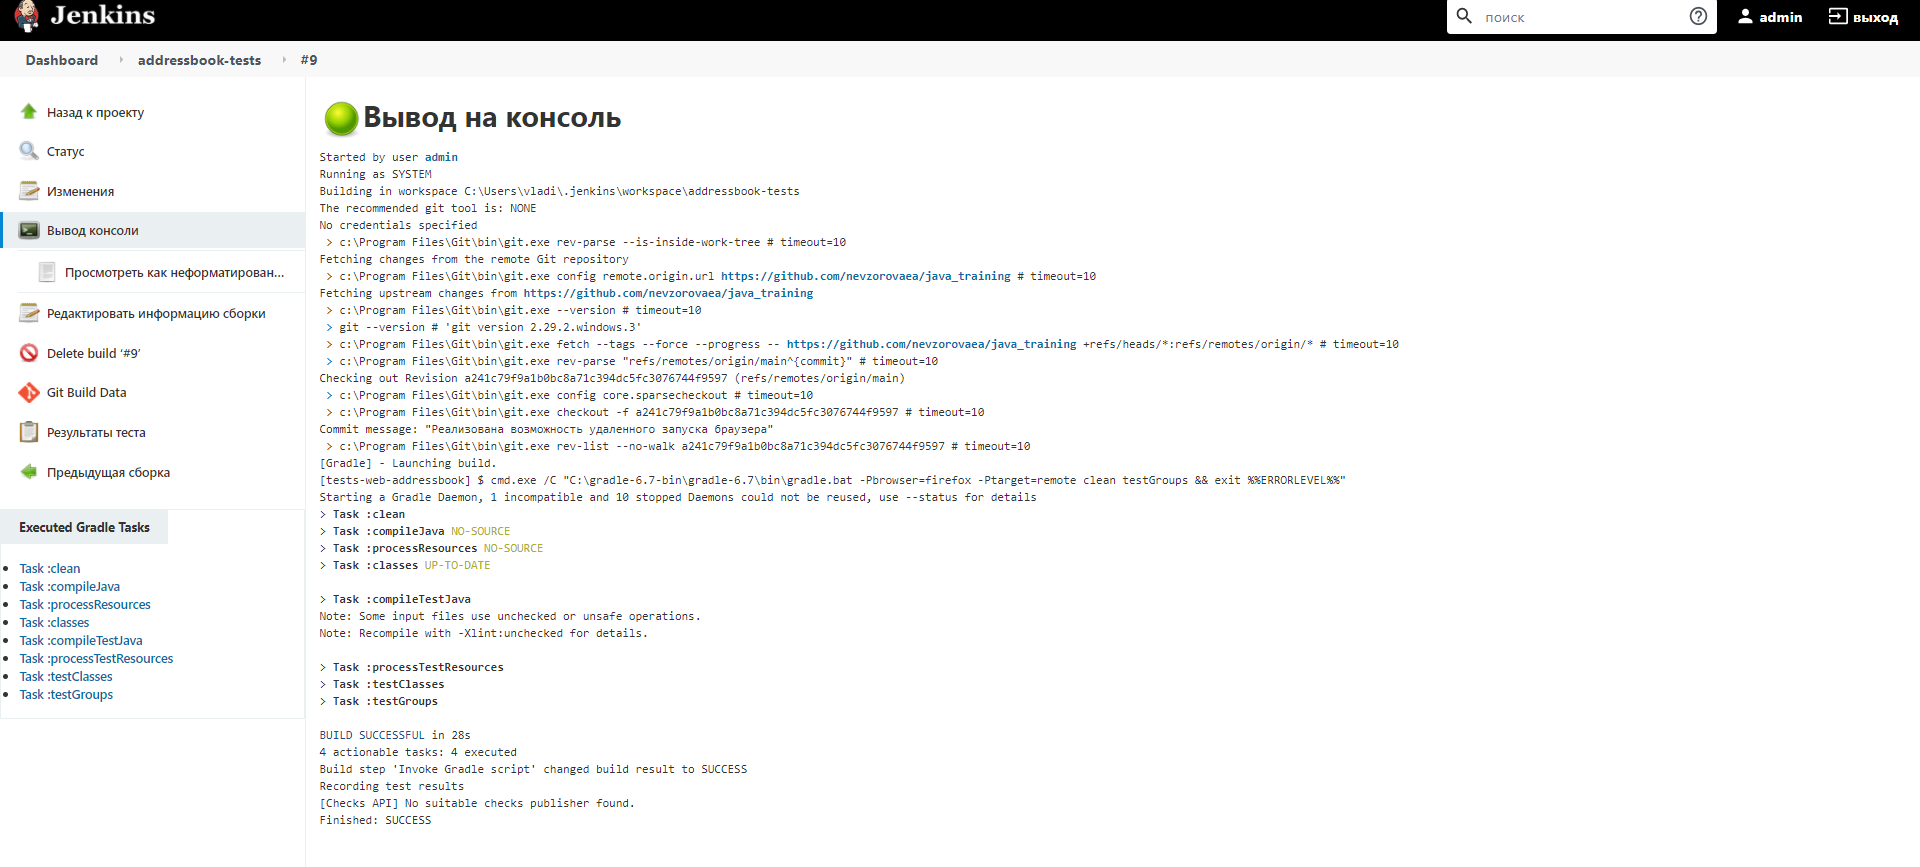 Jenkins
поиск
admin
выход
Dashboard
addressbook-tests
#9
Назад к проекту
Статус
Изменения
Вывод консоли
Просмотреть как неформатирован...
Редактировать информацию сборки
Delete build ‘#9’
Git Build Data
Результаты теста
Предыдущая сборка
Executed Gradle Tasks
Task :clean
Task :compileJava
Task :processResources
Task :classes
Task :compileTestJava
Task :processTestResources
Task :testClasses
Task :testGroups
Вывод на консоль
Started by user admin
Running as SYSTEM
Building in workspace C:\Users\vladi\.jenkins\workspace\addressbook-tests
The recommended git tool is: NONE
No credentials specified
> c:\Program Files\Git\bin\git.exe rev-parse --is-inside-work-tree # timeout=10
Fetching changes from the remote Git repository
> c:\Program Files\Git\bin\git.exe config remote.origin.url https://github.com/nevzorovaea/java_training # timeout=10
Fetching upstream changes from https://github.com/nevzorovaea/java_training
> c:\Program Files\Git\bin\git.exe --version # timeout=10
> git --version # 'git version 2.29.2.windows.3'
> c:\Program Files\Git\bin\git.exe fetch --tags --force --progress -- https://github.com/nevzorovaea/java_training +refs/heads/*:refs/remotes/origin/* # timeout=10
> c:\Program Files\Git\bin\git.exe rev-parse "refs/remotes/origin/main^{commit}" # timeout=10
Checking out Revision a241c79f9a1b0bc8a71c394dc5fc3076744f9597 (refs/remotes/origin/main)
> c:\Program Files\Git\bin\git.exe config core.sparsecheckout # timeout=10
> c:\Program Files\Git\bin\git.exe checkout -f a241c79f9a1b0bc8a71c394dc5fc3076744f9597 # timeout=10
Commit message: "Реализована возможность удаленного запуска браузера"
> c:\Program Files\Git\bin\git.exe rev-list --no-walk a241c79f9a1b0bc8a71c394dc5fc3076744f9597 # timeout=10
[Gradle] - Launching build.
[tests-web-addressbook] $ cmd.exe /C "C:\gradle-6.7-bin\gradle-6.7\bin\gradle.bat -Pbrowser=firefox -Ptarget=remote clean testGroups && exit %%ERRORLEVEL%%"
Starting a Gradle Daemon, 1 incompatible and 10 stopped Daemons could not be reused, use --status for details
> Task :clean
> Task :compileJava NO-SOURCE
> Task :processResources NO-SOURCE
> Task :classes UP-TO-DATE
> Task :compileTestJava
Note: Some input files use unchecked or unsafe operations.
Note: Recompile with -Xlint:unchecked for details.
> Task :processTestResources
> Task :testClasses
> Task :testGroups
BUILD SUCCESSFUL in 28s
4 actionable tasks: 4 executed
Build step 'Invoke Gradle script' changed build result to SUCCESS
Recording test results
[Checks API] No suitable checks publisher found.
Finished: SUCCESS